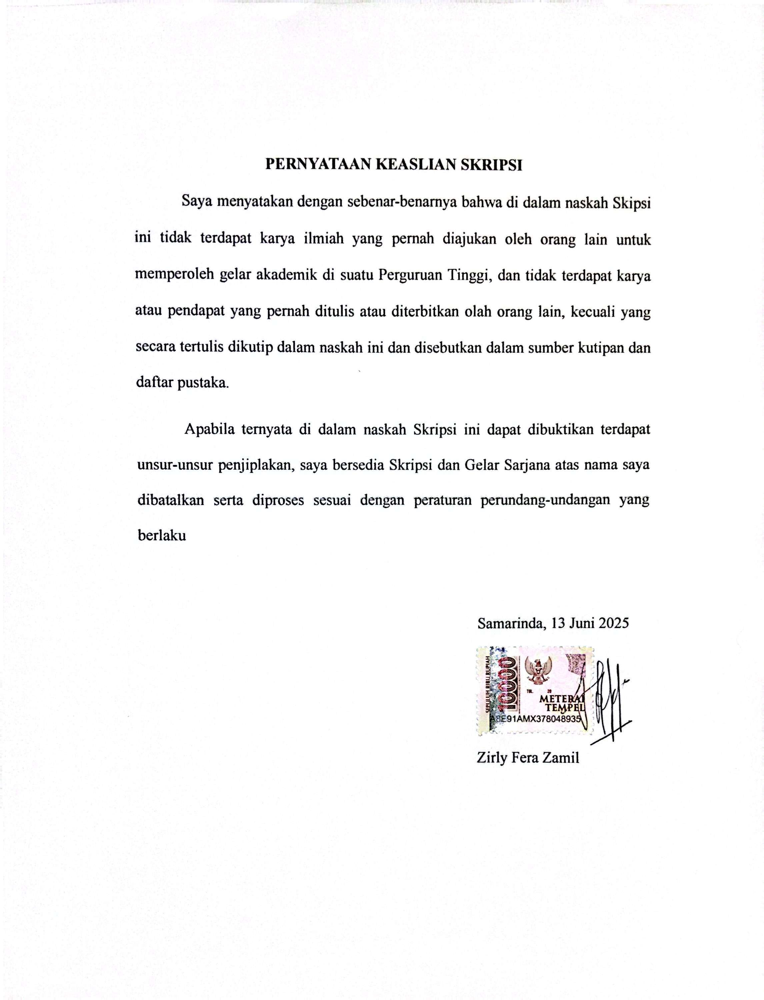 PERNYATAAN KEASLIAN SKRIPSI
Saya menyatakan dengan sebenar-benarnya bahwa di dalam naskah Skipsi
ini tidak terdapat karya ilmiah yang pernah diajukan oleh orang lain untuk
memperoleh gelar akademik di suatu Perguruan Tinggi, dan tidak terdapat karya
atau pendapat yang pernah ditulis atau diterbitkan olah orang lain, kecuali yang
secara tertulis dikutip dalam naskah ini dan disebutkan dalam sumber kutipan dan
daftar pustaka.
Apabila ternyata di dalam naskah Skripsi ini dapat dibuktikan terdapat
unsur-unsur penjiplakan, saya bersedia Skripsi dan Gelar Sarjana atas nama saya
dibatalkan serta diproses sesuai dengan peraturan perundang-undangan yang
berlaku
Samarinda, 13 Juni 2025
SEPULUH RIBU RUPIAH
10000
TGL. 20
METERAI
TEMPEL
A8E91AMX378048935
Zirly Fera Zamil